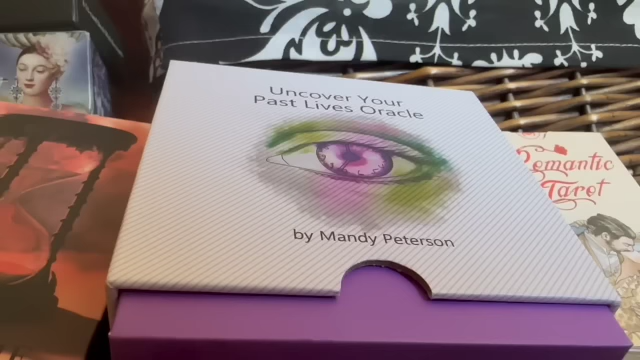 Uncover Your
Past Lives Oracle
by Mandy Peterson
Romantic
Tarot